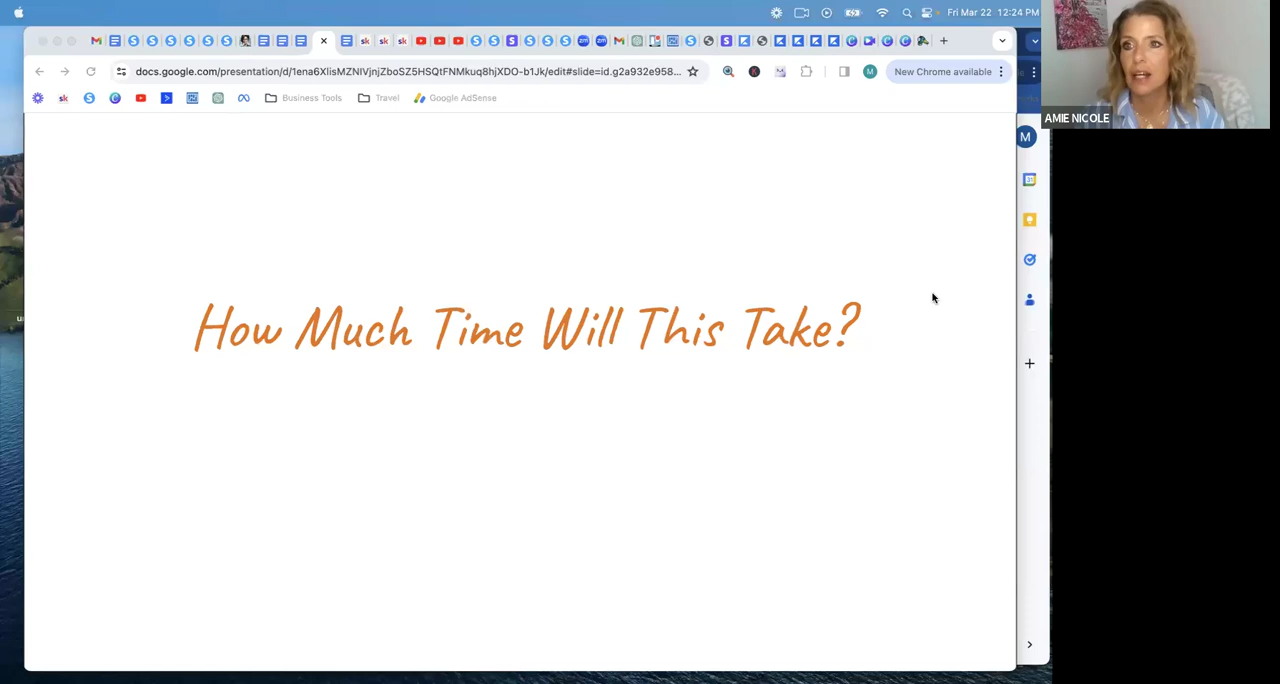 Fri Mar 22 12:24 PM
docs.google.com/presentation/d/1ena6XlisMZNIVjnjZboSZ5HSQtFNMkuq8hjXDO-b1Jk/edit#slide=id.g2a932e958...
New Chrome available
M
Business Tools
Travel
Google AdSense
AMIE NICOLE
M
31
How Much Time Will This Take?